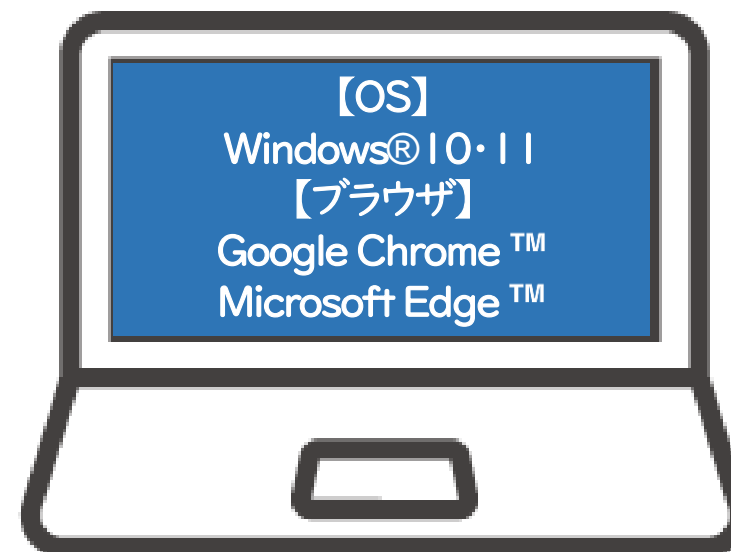 【OS】
Windows®10・11
【ブラウザ】
Google Chrome ™
Microsoft Edge ™